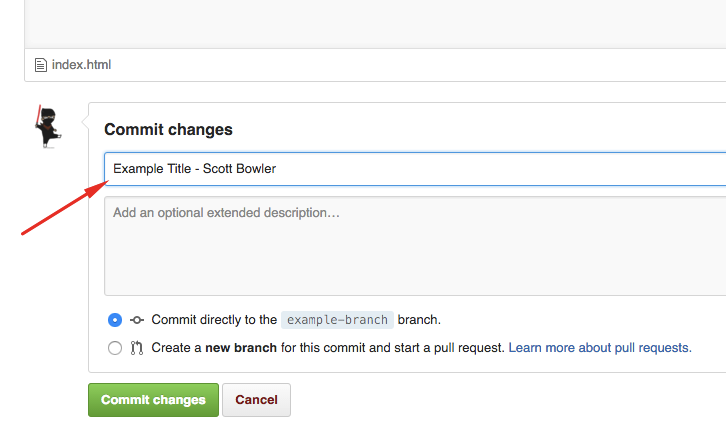 index.html
Commit changes
Example Title - Scott Bowler
Add an optional extended description…
Commit directly to the example-branch branch.
Create a new branch for this commit and start a pull request. Learn more about pull requests.
Commit changes Cancel